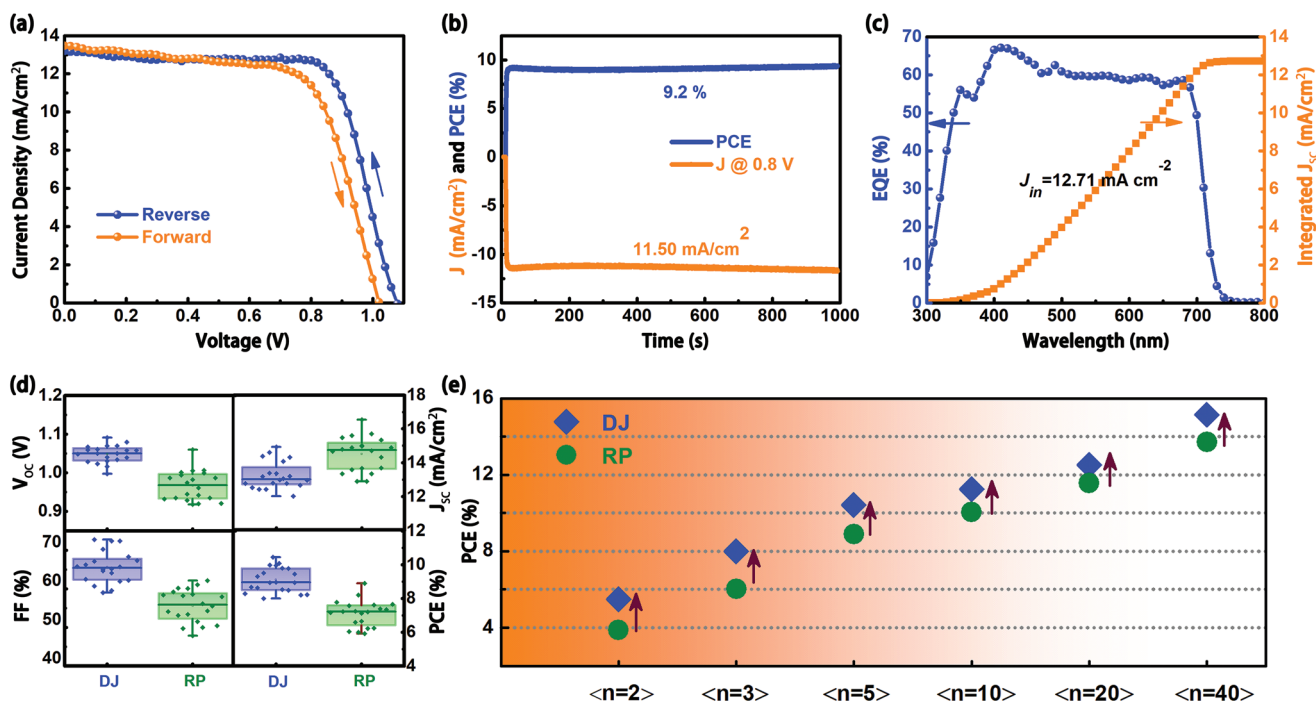 (a)
14
12
10
8
6
4
2
0
Current Density (mA/cm²)
Reverse
Forward
0.0 0.2 0.4 0.6 0.8 1.0
Voltage (V)
(b)
10
5
0
-5
-10
-15
J (mA/cm²) and PCE (%)
9.2 %
PCE
J @ 0.8 V
11.50 mA/cm²
0 200 400 600 800 1000
Time (s)
(c)
70
60
50
40
30
20
10
0
EQE (%)
J_in=12.71 mA cm⁻²
14
12
10
8
6
4
2
0
Integrated J_SC (mA/cm²)
300 400 500 600 700 800
Wavelength (nm)
(d)
1.2
1.1
1.0
0.9
V_OC (V)
18
16
14
12
J_SC (mA/cm²)
70
60
50
40
FF (%)
12
10
8
6
4
PCE (%)
DJ RP DJ RP
(e)
16
12
8
4
PCE (%)
DJ
RP
<n=2> <n=3> <n=5> <n=10> <n=20> <n=40>